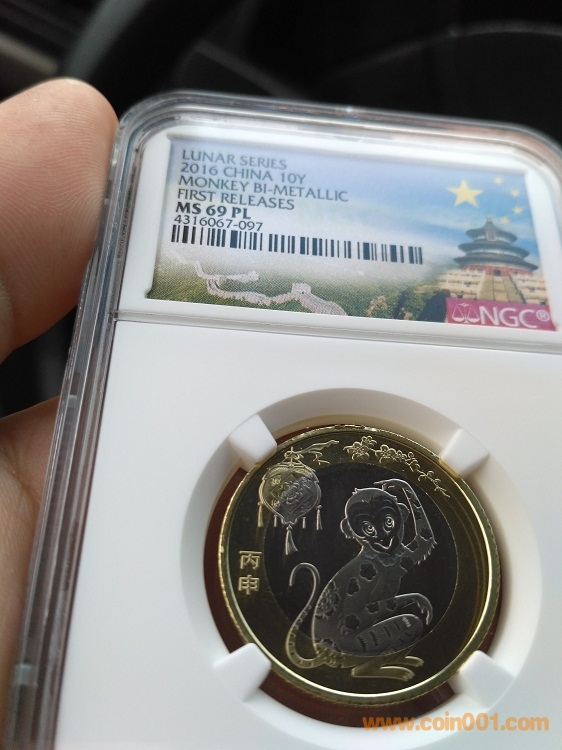 LUNAR SERIES
2016 CHINA 10Y
MONKEY BI-METALLIC
FIRST RELEASES
MS 69 PL
4316067-097
NGC®
丙
申
www.coin001.com